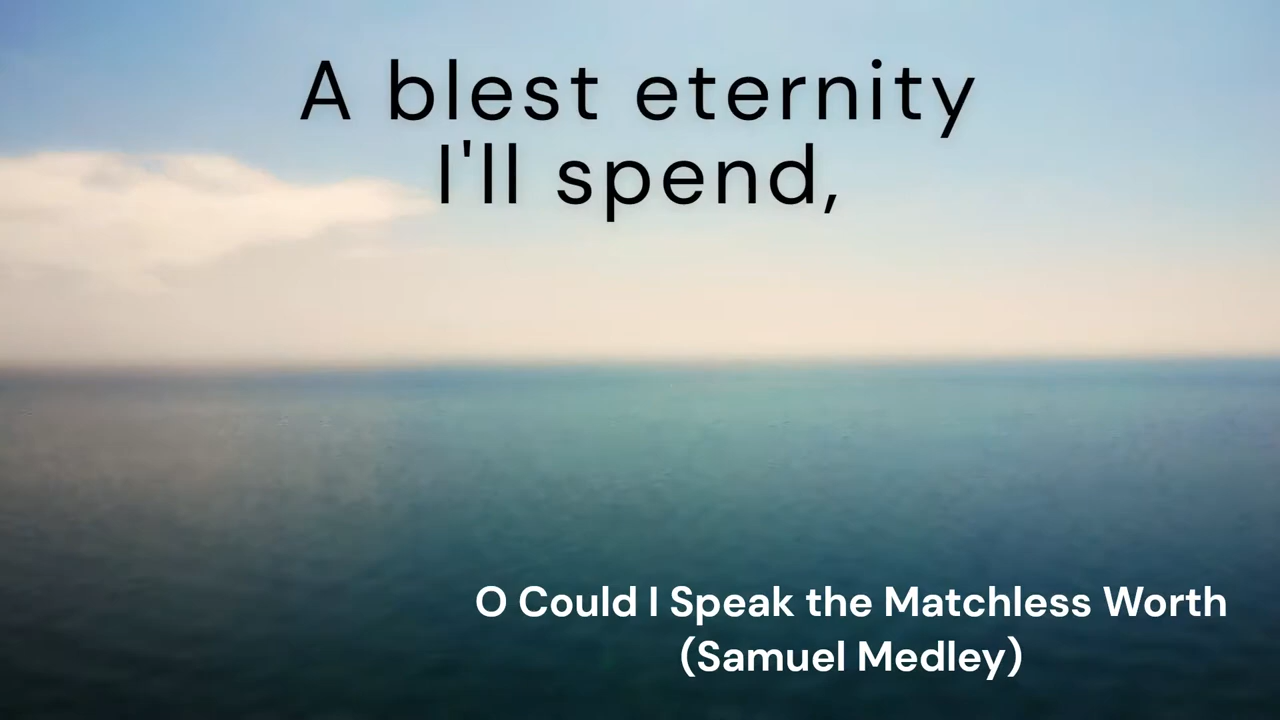 A blest eternity
I'll spend,
O Could I Speak the Matchless Worth
(Samuel Medley)